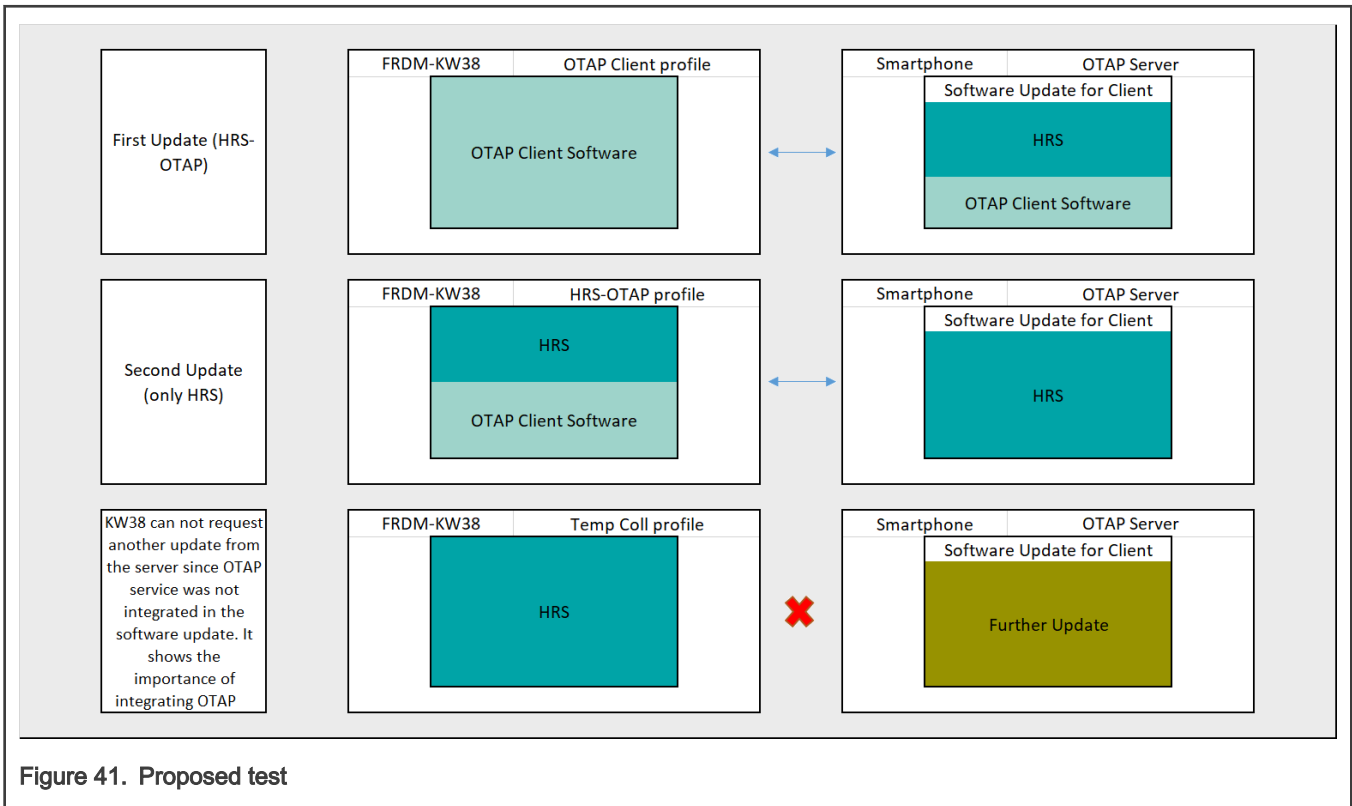 First Update (HRS-
OTAP)
FRDM-KW38
OTAP Client profile
OTAP Client Software
Smartphone
OTAP Server
Software Update for Client
HRS
OTAP Client Software
Second Update
(only HRS)
FRDM-KW38
HRS-OTAP profile
HRS
OTAP Client Software
Smartphone
OTAP Server
Software Update for Client
HRS
KW38 can not request
another update from
the server since OTAP
service was not
integrated in the
software update. It
shows the
importance of
integrating OTAP
FRDM-KW38
Temp Coll profile
HRS
Smartphone
OTAP Server
Software Update for Client
Further Update
Figure 41. Proposed test